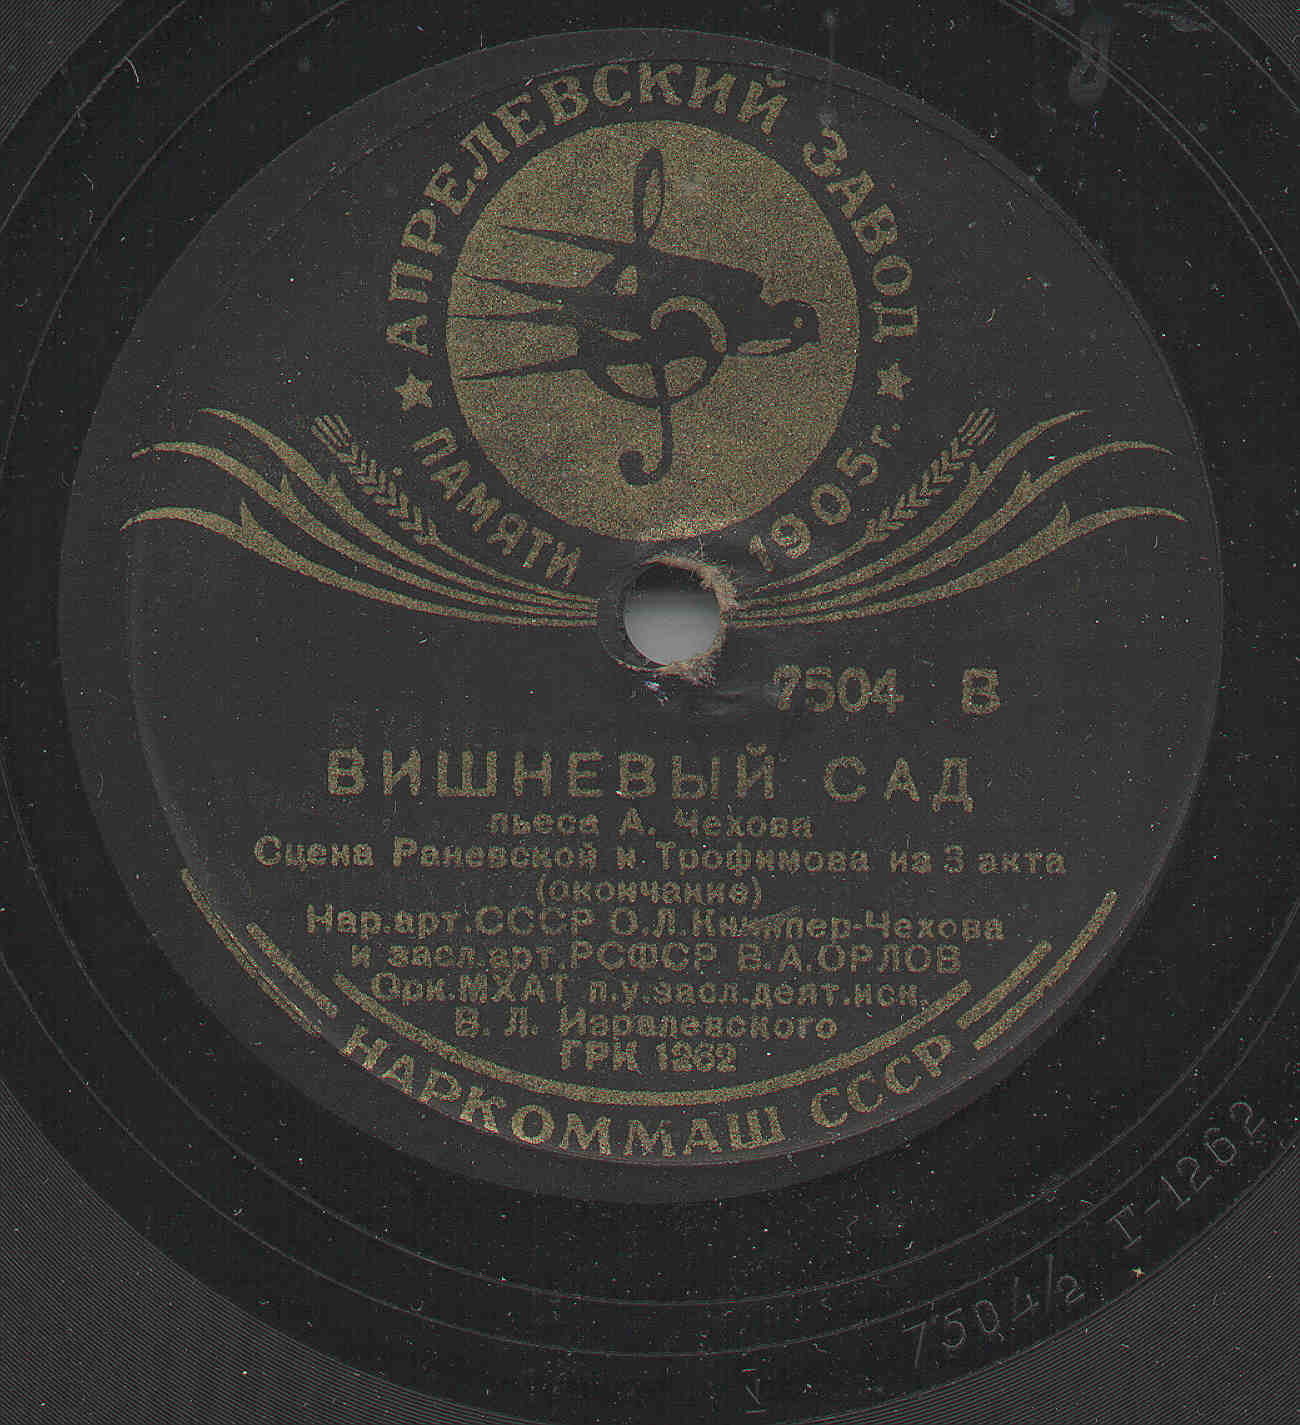 АПРЕЛЕВСКИЙ ЗАВОД
ПАМЯТИ 1905 г.
7504 В
ВИШНЕВЫЙ САД
пьеса А. Чехова
Сцена Раневской и Трофимова из 3 акта
(окончание)
Нар.арт.СССР О.Л.Книппер-Чехова
и засл.арт.РСФСР В.А.ОРЛОВ
Орк.МХАТ п.у.засл.деят.иск.
В. Л. Изралевского
ГРК 1262
НАРКОММАШ СССР
7504/2 Г-1262
V